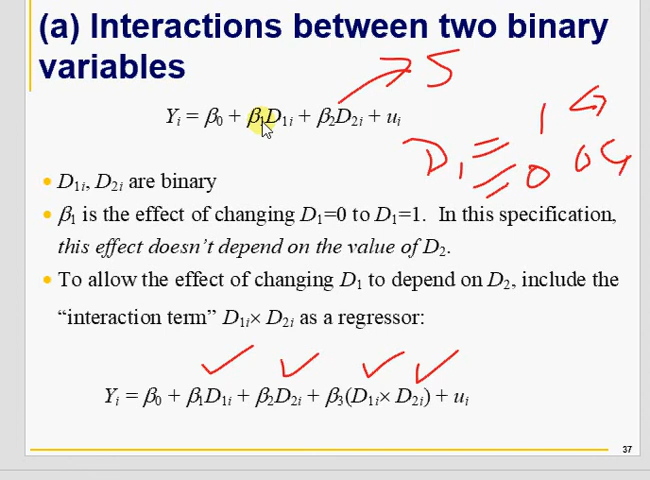 (a) Interactions between two binary
variables
Yᵢ = β₀ + β₁D₁ᵢ + β₂D₂ᵢ + uᵢ
5
D₁ = 1
= 0
• D₁ᵢ, D₂ᵢ are binary
• β₁ is the effect of changing D₁=0 to D₁=1. In this specification,
this effect doesn’t depend on the value of D₂.
• To allow the effect of changing D₁ to depend on D₂, include the
“interaction term” D₁ᵢ× D₂ᵢ as a regressor:
Yᵢ = β₀ + β₁D₁ᵢ + β₂D₂ᵢ + β₃(D₁ᵢ× D₂ᵢ) + uᵢ
37